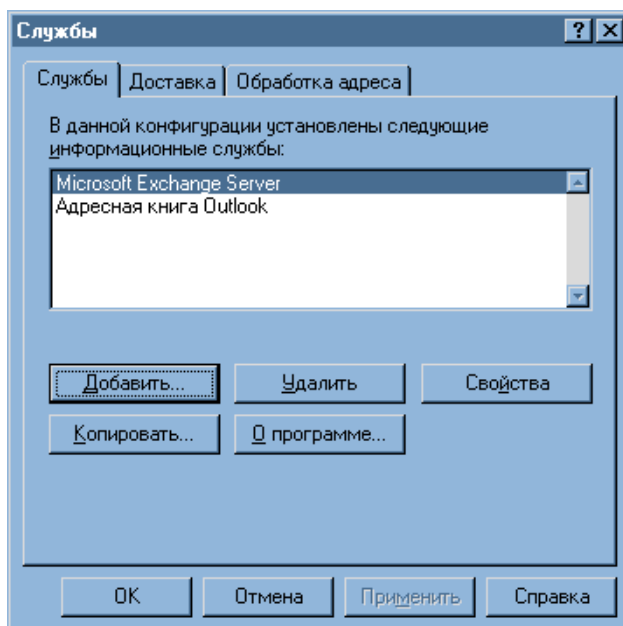 Службы
? X
Службы Доставка Обработка адреса
В данной конфигурации установлены следующие
информационные службы:
Microsoft Exchange Server
Адресная книга Outlook
Добавить... Удалить Свойства
Копировать... О программе...
OK Отмена Применить Справка